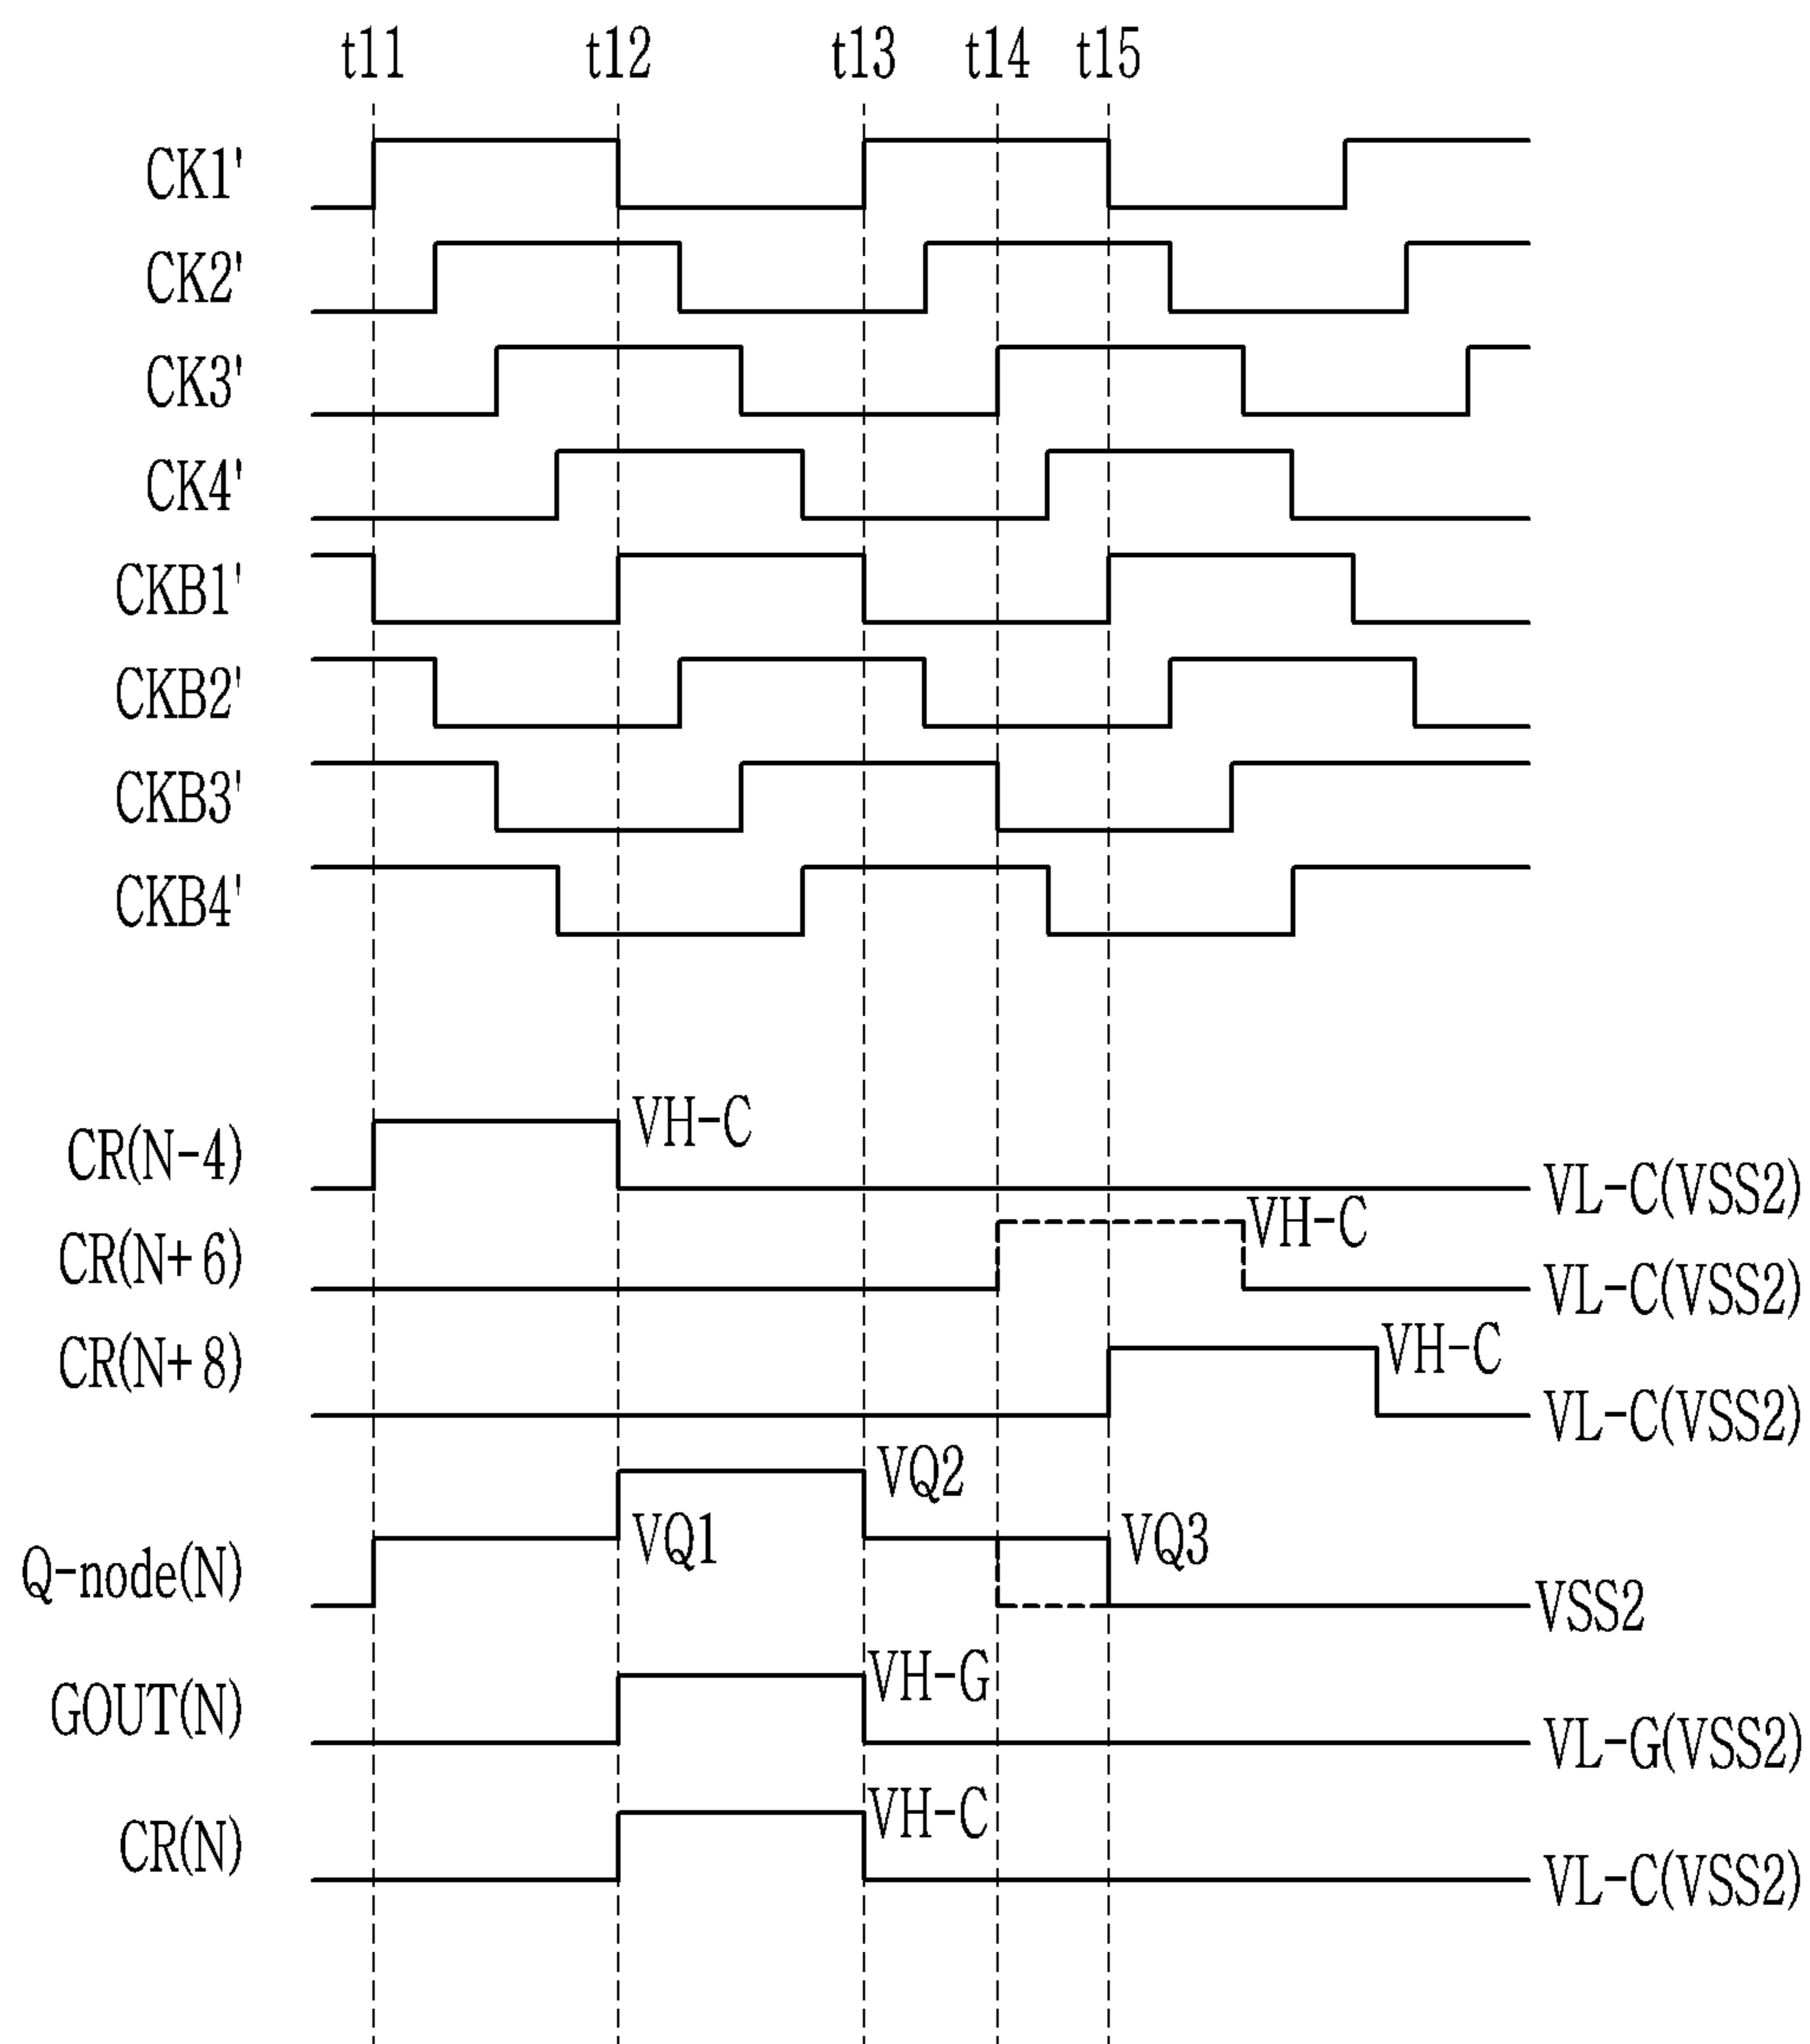 t11 t12 t13 t14 t15
CK1'
CK2'
CK3'
CK4'
CKB1'
CKB2'
CKB3'
CKB4'
CR(N-4) VH-C VL-C(VSS2)
CR(N+6) VH-C VL-C(VSS2)
CR(N+8) VH-C VL-C(VSS2)
Q-node(N) VQ1 VQ2 VQ3 VSS2
GOUT(N) VH-G VL-G(VSS2)
CR(N) VH-C VL-C(VSS2)